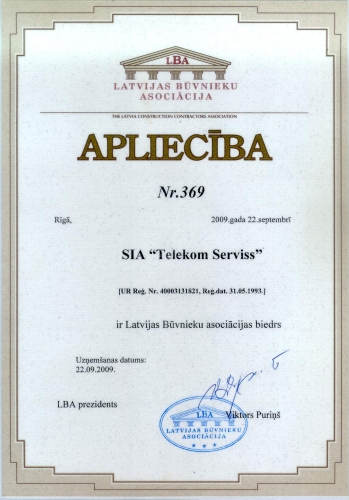 LBA
LATVIJAS BŪVNIEKU
ASOCIĀCIJA
THE LATVIA CONSTRUCTION CONTRACTORS ASSOCIATION
APLIECĪBA
Nr.369
Rīgā, 2009.gada 22.septembrī
SIA “Telekom Serviss”
[UR Reģ. Nr. 40003131821, Reģ.dat. 31.05.1993.]
ir Latvijas Būvnieku asociācijas biedrs
Uzņemšanas datums:
22.09.2009.
LBA prezidents Viktors Puriņš
LBA
LATVIJAS BŪVNIEKU
ASOCIĀCIJA